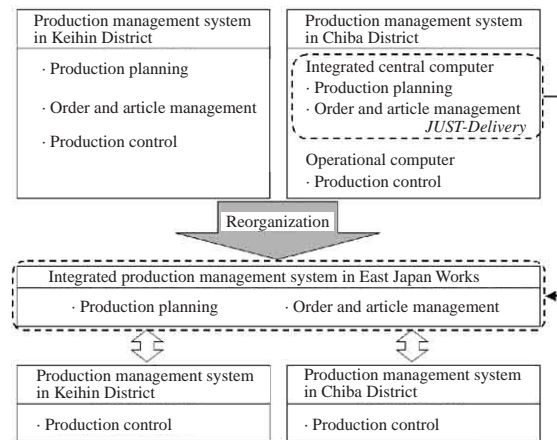 Production management system
in Keihin District
· Production planning
· Order and article management
· Production control
Production management system
in Chiba District
Integrated central computer
· Production planning
· Order and article management
JUST-Delivery
Operational computer
· Production control
Reorganization
Integrated production management system in East Japan Works
· Production planning
· Order and article management
Production management system
in Keihin District
· Production control
Production management system
in Chiba District
· Production control